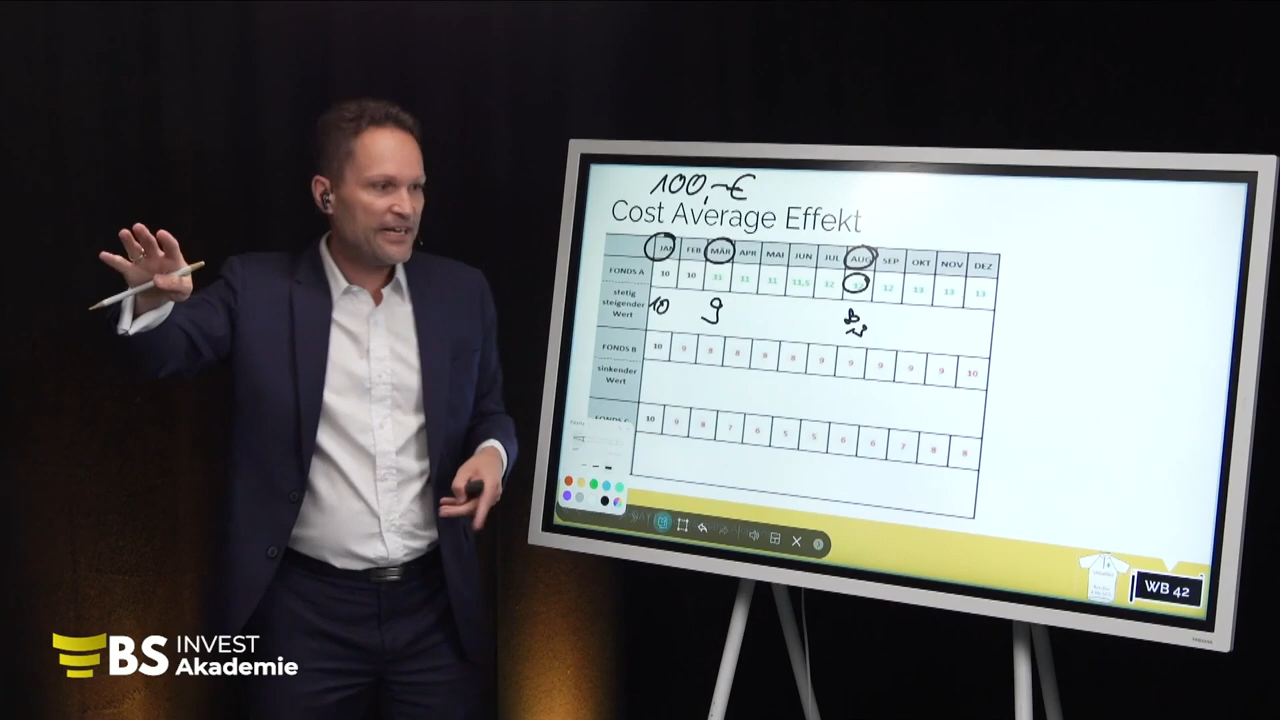 100,-€
Cost Average Effekt
JAN FEB MÄR APR MAI JUN JUL AUG SEP OKT NOV DEZ
FONDS A 10 10 11 11 11 11,5 12 12 12 13 13 13
stetig
steigender
Wert
10 9 8
FONDS B 10 9 8 8 8 8 9 9 9 9 9 10
sinkender
Wert
10 9 8 7 6 5 5 6 6 7 8 8
WB 42
BS INVEST
Akademie